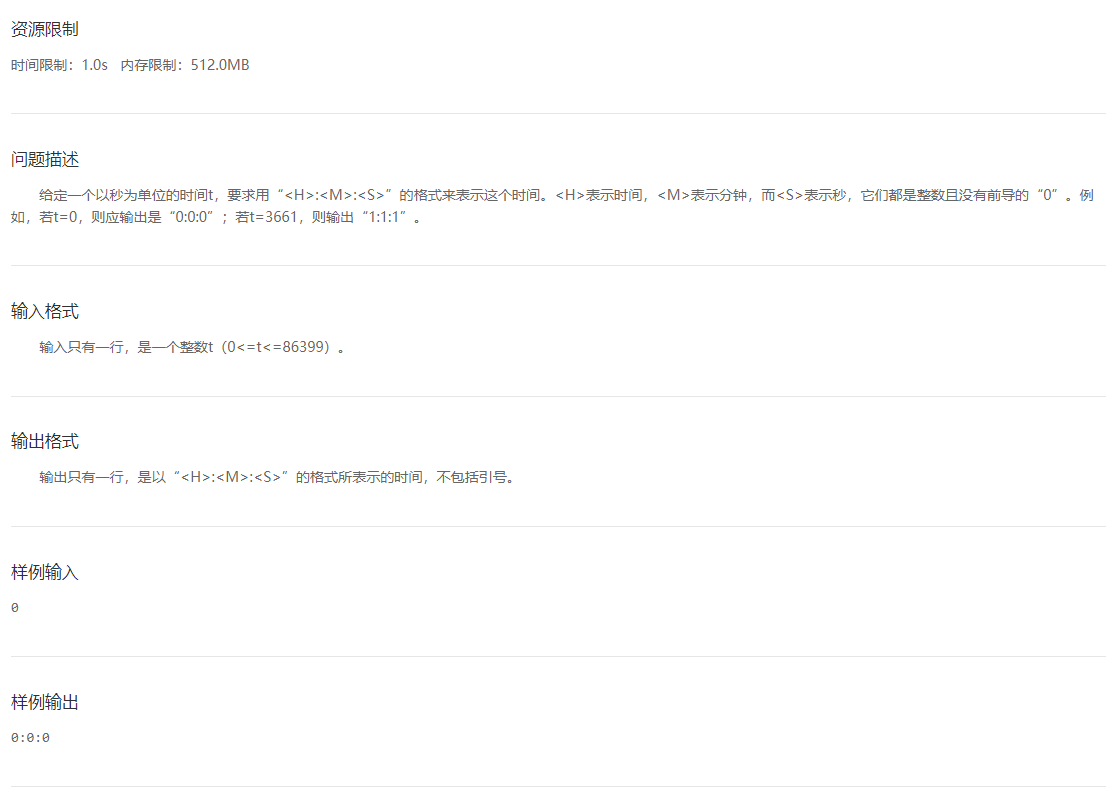 资源限制
时间限制：1.0s 内存限制：512.0MB
问题描述
给定一个以秒为单位的时间t，要求用“<H>:<M>:<S>”的格式来表示这个时间。<H>表示时间，<M>表示分钟，而<S>表示秒，它们都是整数且没有前导的“0”。例
如，若t=0，则应输出是“0:0:0”；若t=3661，则输出“1:1:1”。
输入格式
输入只有一行，是一个整数t（0<=t<=86399）。
输出格式
输出只有一行，是以“<H>:<M>:<S>”的格式所表示的时间，不包括引号。
样例输入
0
样例输出
0:0:0